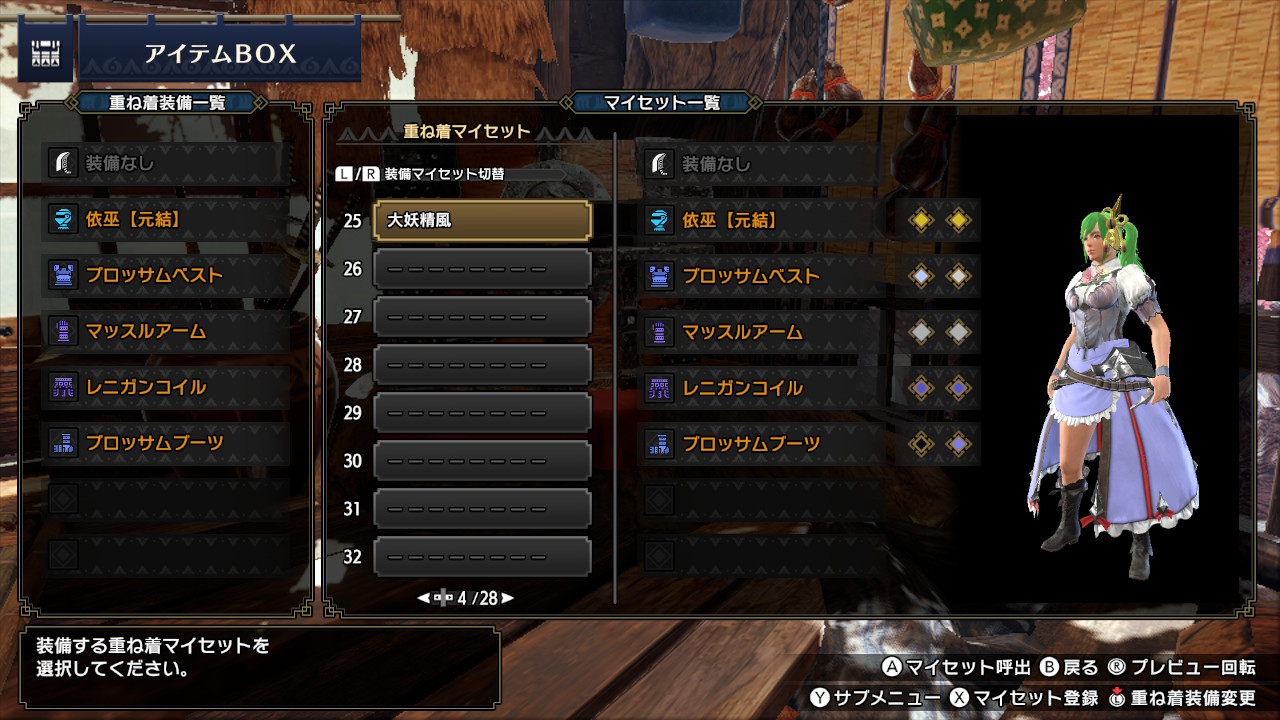 アイテムBOX
重ね着装備一覧
装備なし
依巫【元結】
ブロッサムベスト
マッスルアーム
レニガンコイル
ブロッサムブーツ
マイセット一覧
重ね着マイセット
L/R 装備マイセット切替
25 大妖精風
26 --------
27 --------
28 --------
29 --------
30 --------
31 --------
32 --------
4/28
装備なし
依巫【元結】
ブロッサムベスト
マッスルアーム
レニガンコイル
ブロッサムブーツ
装備する重ね着マイセットを
選択してください。
Aマイセット呼出 B戻る Rプレビュー回転
Yサブメニュー Xマイセット登録 L重ね着装備変更